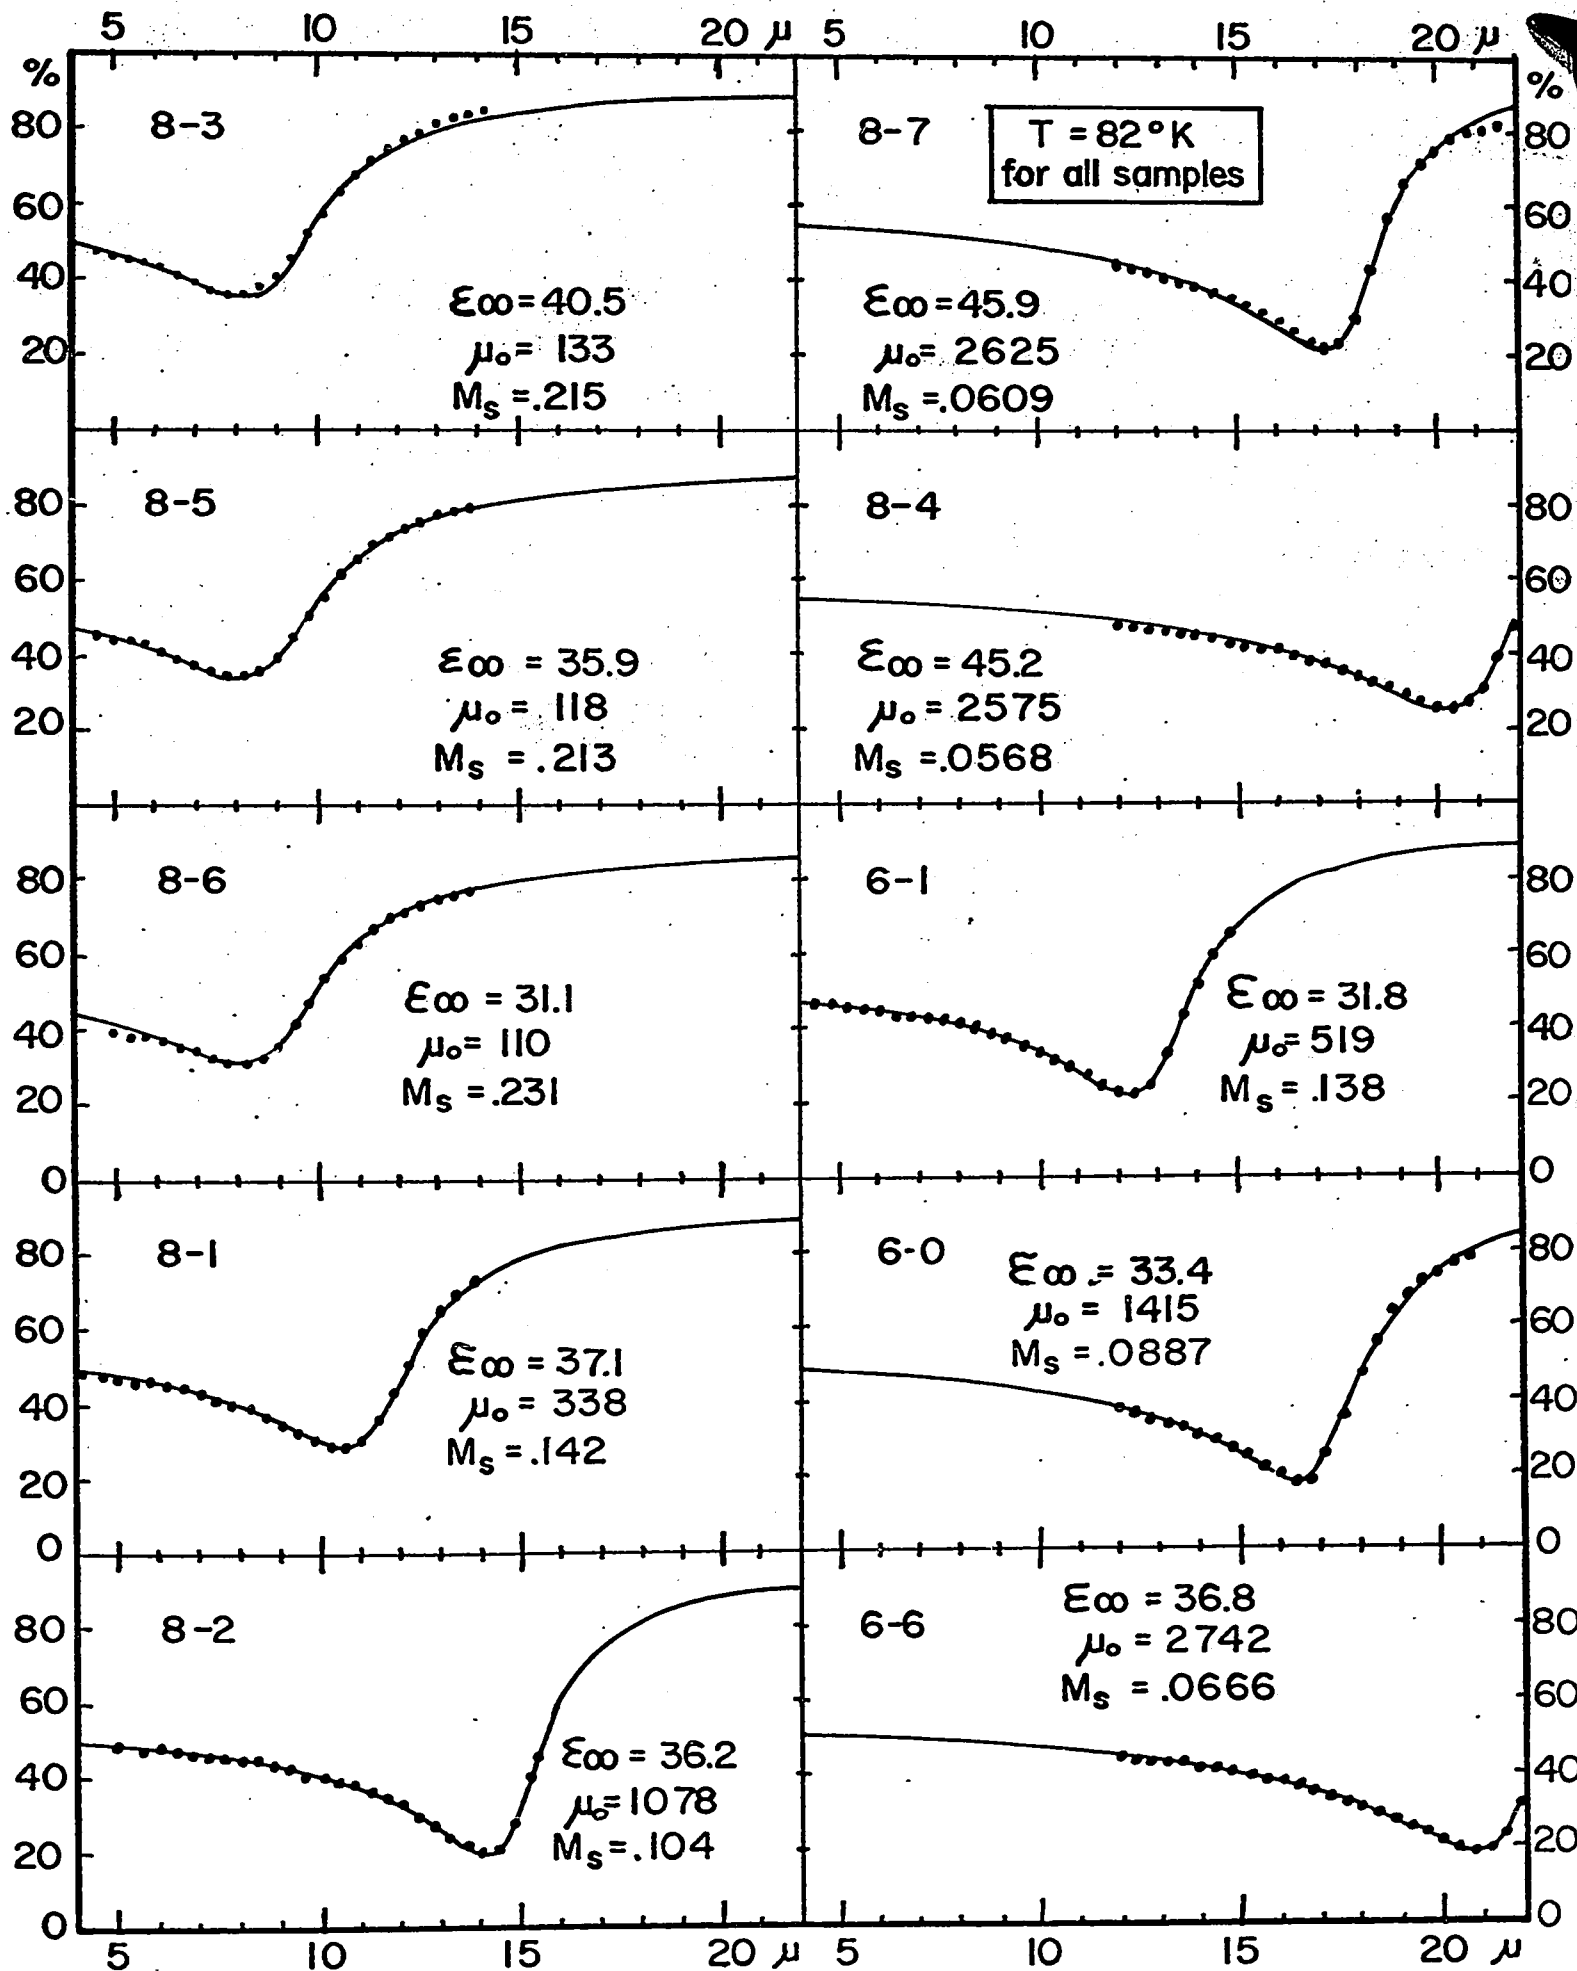 5 10 15 20 μ 5 10 15 20 μ
% %
80 8-3 8-7 T = 82°K 80
for all samples
60 60
40 ε∞=40.5 ε∞=45.9 40
20 μ₀= 133 μ₀= 2625 20
Ms=.215 Ms=.0609
80 8-5 8-4 80
60 60
40 ε∞ = 35.9 ε∞=45.2 40
20 μ₀= 118 μ₀=2575 20
Ms =.213 Ms =.0568
80 8-6 6-1 80
60 60
40 ε∞ = 31.1 ε∞ = 31.8 40
μ₀= 110 μ₀=519
20 Ms =.231 Ms =.138 20
0 0
80 8-1 6-0 ε∞ = 33.4 80
60 μ₀= 1415 60
ε∞ = 37.1 Ms=.0887
40 μ₀= 338 40
20 Ms =.142 20
0 0
80 8-2 6-6 ε∞ = 36.8 80
μ₀ = 2742
60 Ms =.0666 60
40 ε∞ = 36.2 40
μ₀=1078
20 Ms=.104 20
0 0
5 10 15 20 μ 5 10 15 20 μ